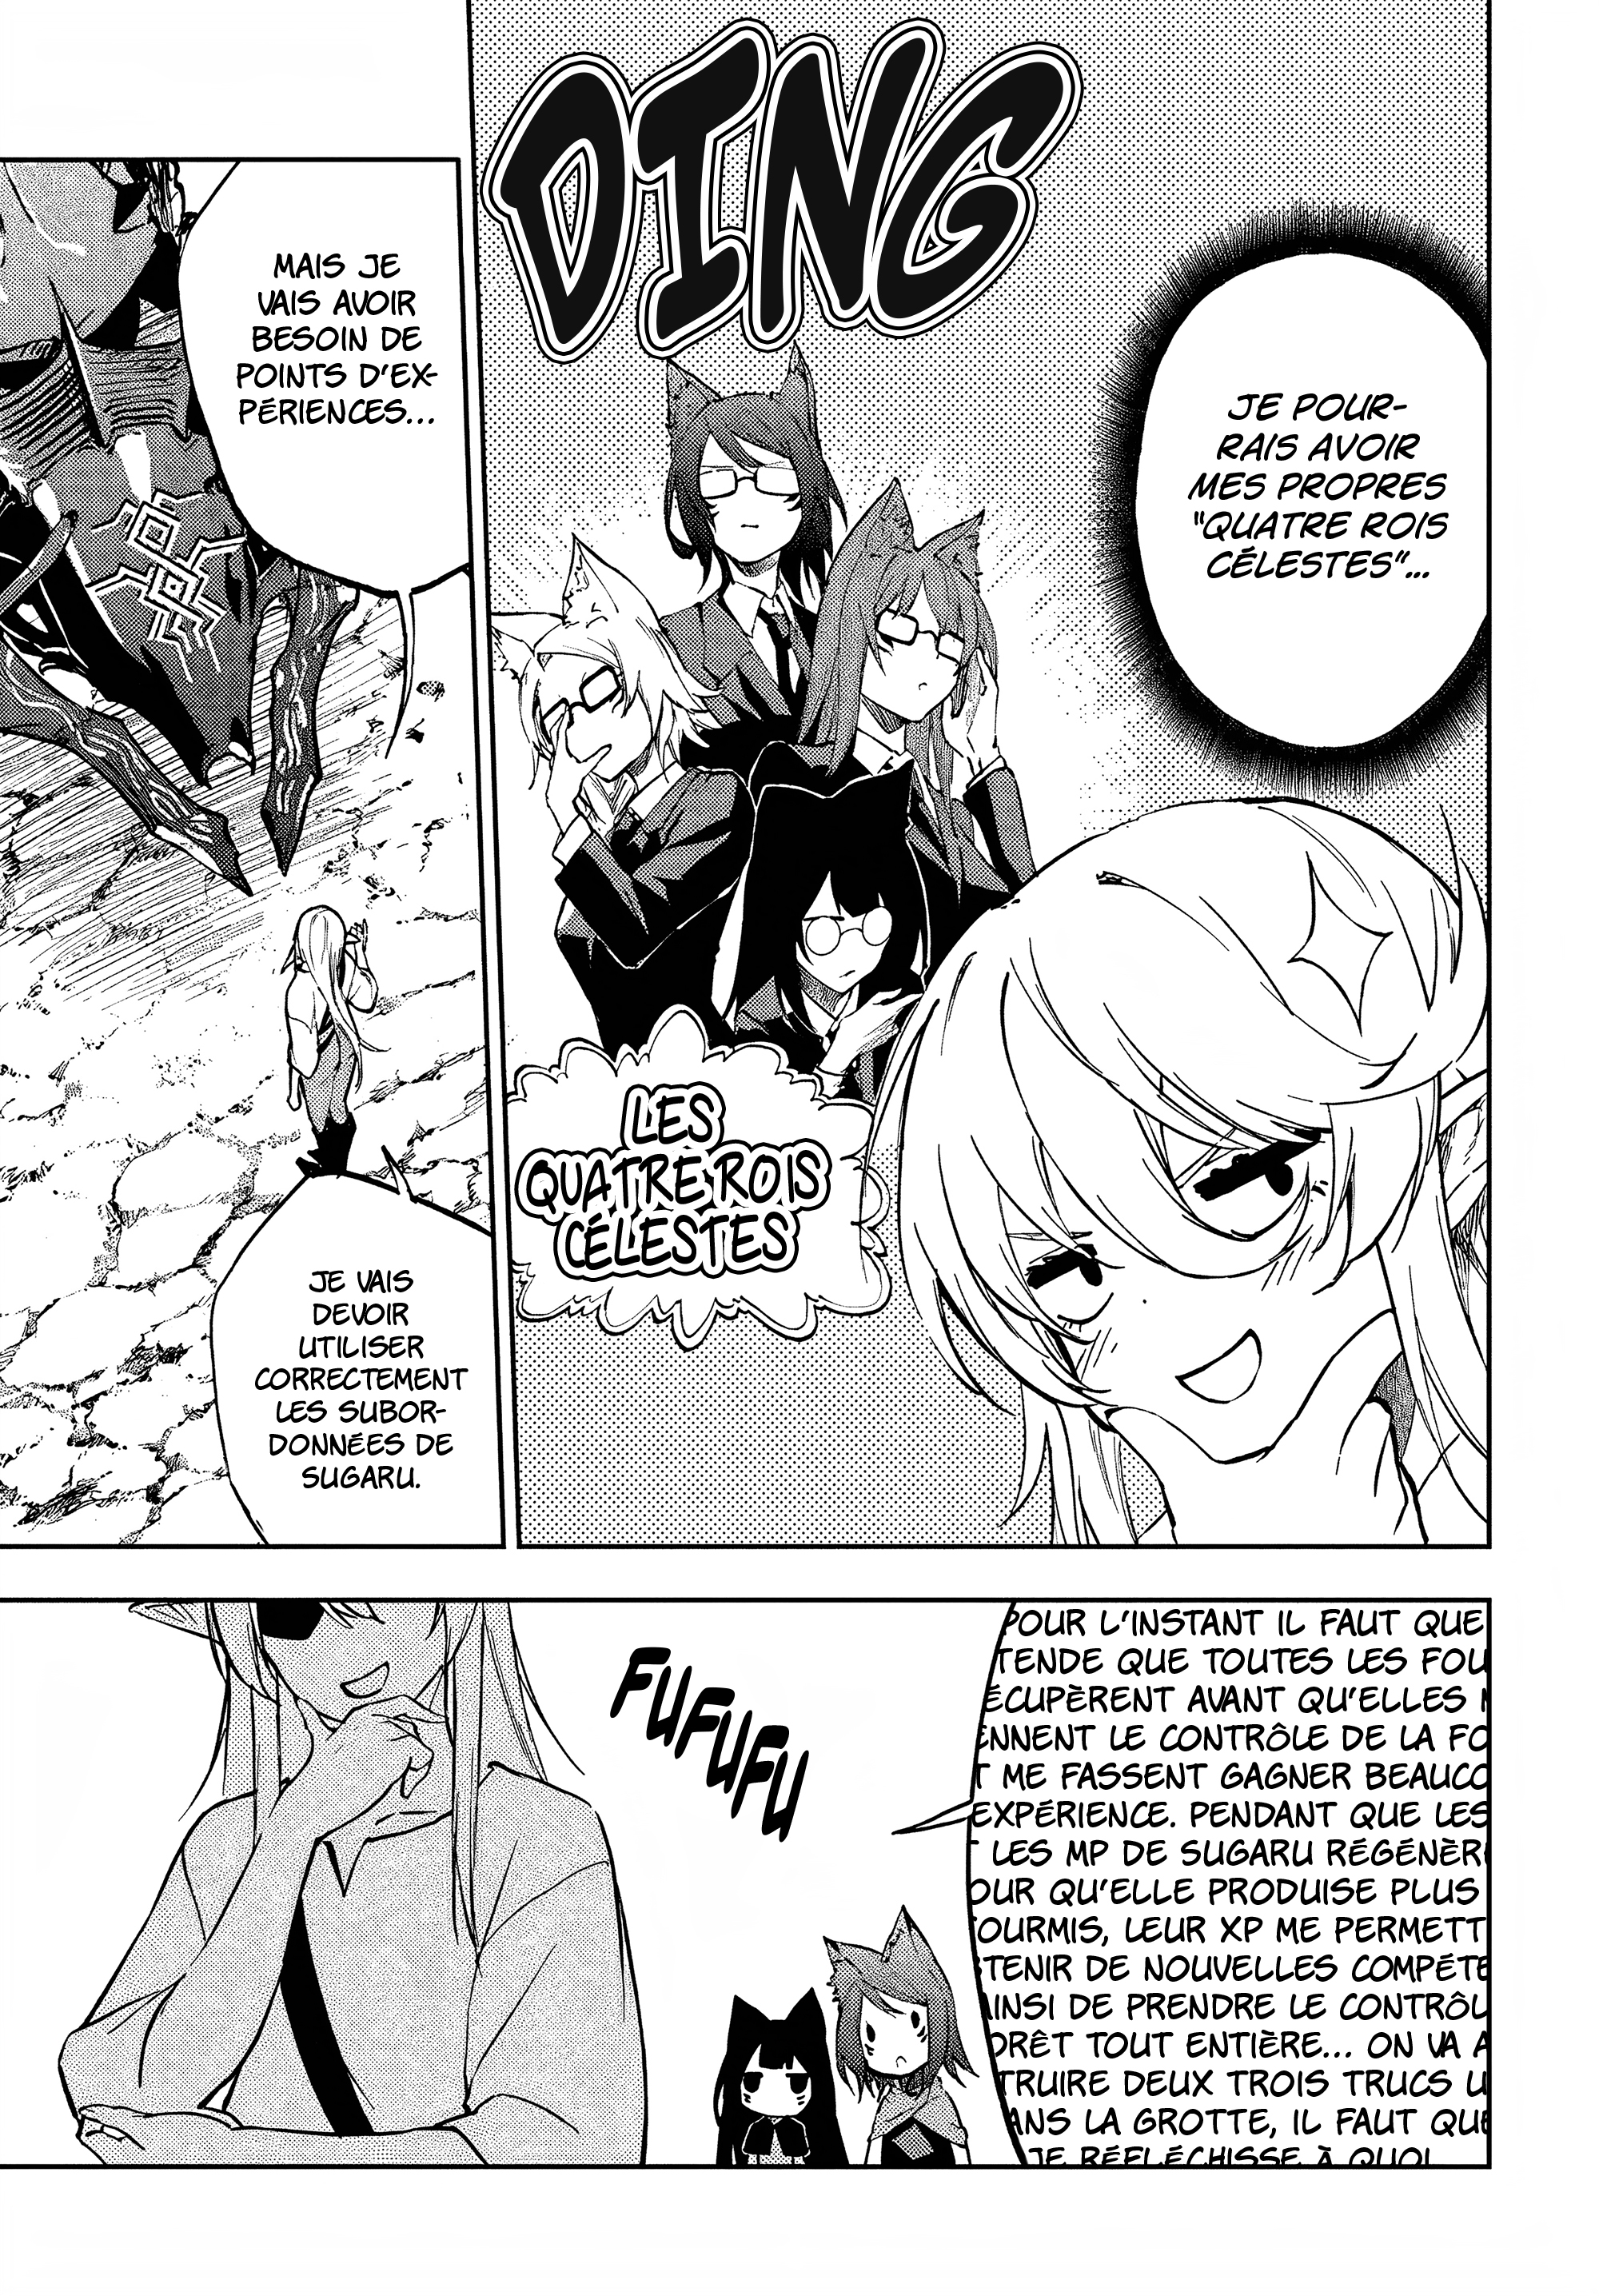 DING
JE POUR-
RAIS AVOIR
MES PROPRES
"QUATRE ROIS
CÉLESTES"...
LES
QUATRE ROIS
CÉLESTES
MAIS JE
VAIS AVOIR
BESOIN DE
POINTS D'EX-
PÉRIENCES...
JE VAIS
DEVOIR
UTILISER
CORRECTEMENT
LES SUBOR-
DONNÉES DE
SUGARU.
POUR L'INSTANT IL FAUT QUE
TENDE QUE TOUTES LES FOU
ÉCUPÈRENT AVANT QU'ELLES
ENNENT LE CONTRÔLE DE LA FO
T ME FASSENT GAGNER BEAUCO
EXPÉRIENCE. PENDANT QUE LES
LES MP DE SUGARU RÉGÉNÈR
OUR QU'ELLE PRODUISE PLUS
OURMIS, LEUR XP ME PERMETT
TENIR DE NOUVELLES COMPÉTE
AINSI DE PRENDRE LE CONTRÔL
ORÊT TOUT ENTIÈRE... ON VA A
TRUIRE DEUX TROIS TRUCS U
ANS LA GROTTE, IL FAUT QUE
JE RÉFLÉCHISSE À QUOI
FUFUFUFU